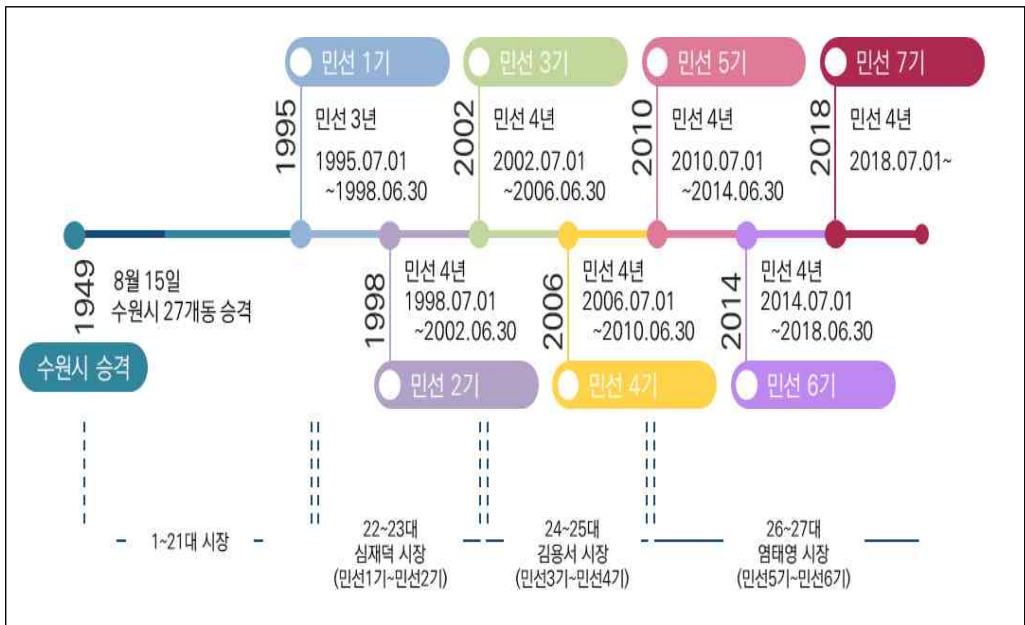 민선 1기
민선 3기
민선 5기
민선 7기
1995
민선 3년
1995.07.01
~1998.06.30
2002
민선 4년
2002.07.01
~2006.06.30
2010
민선 4년
2010.07.01
~2014.06.30
2018
민선 4년
2018.07.01~
1949
8월 15일
수원시 27개동 승격
수원시 승격
1998
민선 4년
1998.07.01
~2002.06.30
민선 2기
2006
민선 4년
2006.07.01
~2010.06.30
민선 4기
2014
민선 4년
2014.07.01
~2018.06.30
민선 6기
1~21대 시장
22~23대
심재덕 시장
(민선1기~민선2기)
24~25대
김용서 시장
(민선3기~민선4기)
26~27대
염태영 시장
(민선5기~민선6기)